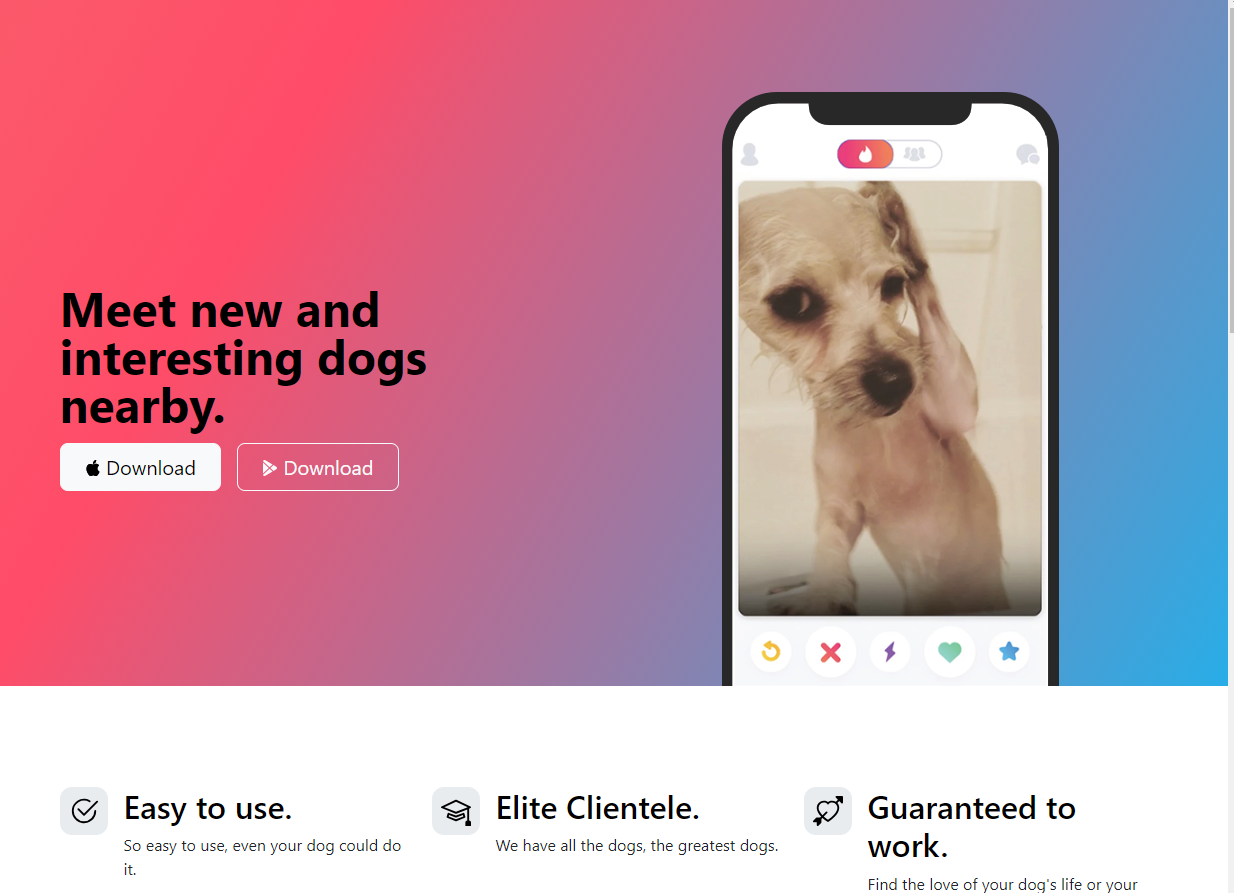 Meet new and
interesting dogs
nearby.
Download
Download
Easy to use.
So easy to use, even your dog could do
it.
Elite Clientele.
We have all the dogs, the greatest dogs.
Guaranteed to
work.
Find the love of your dog's life or your